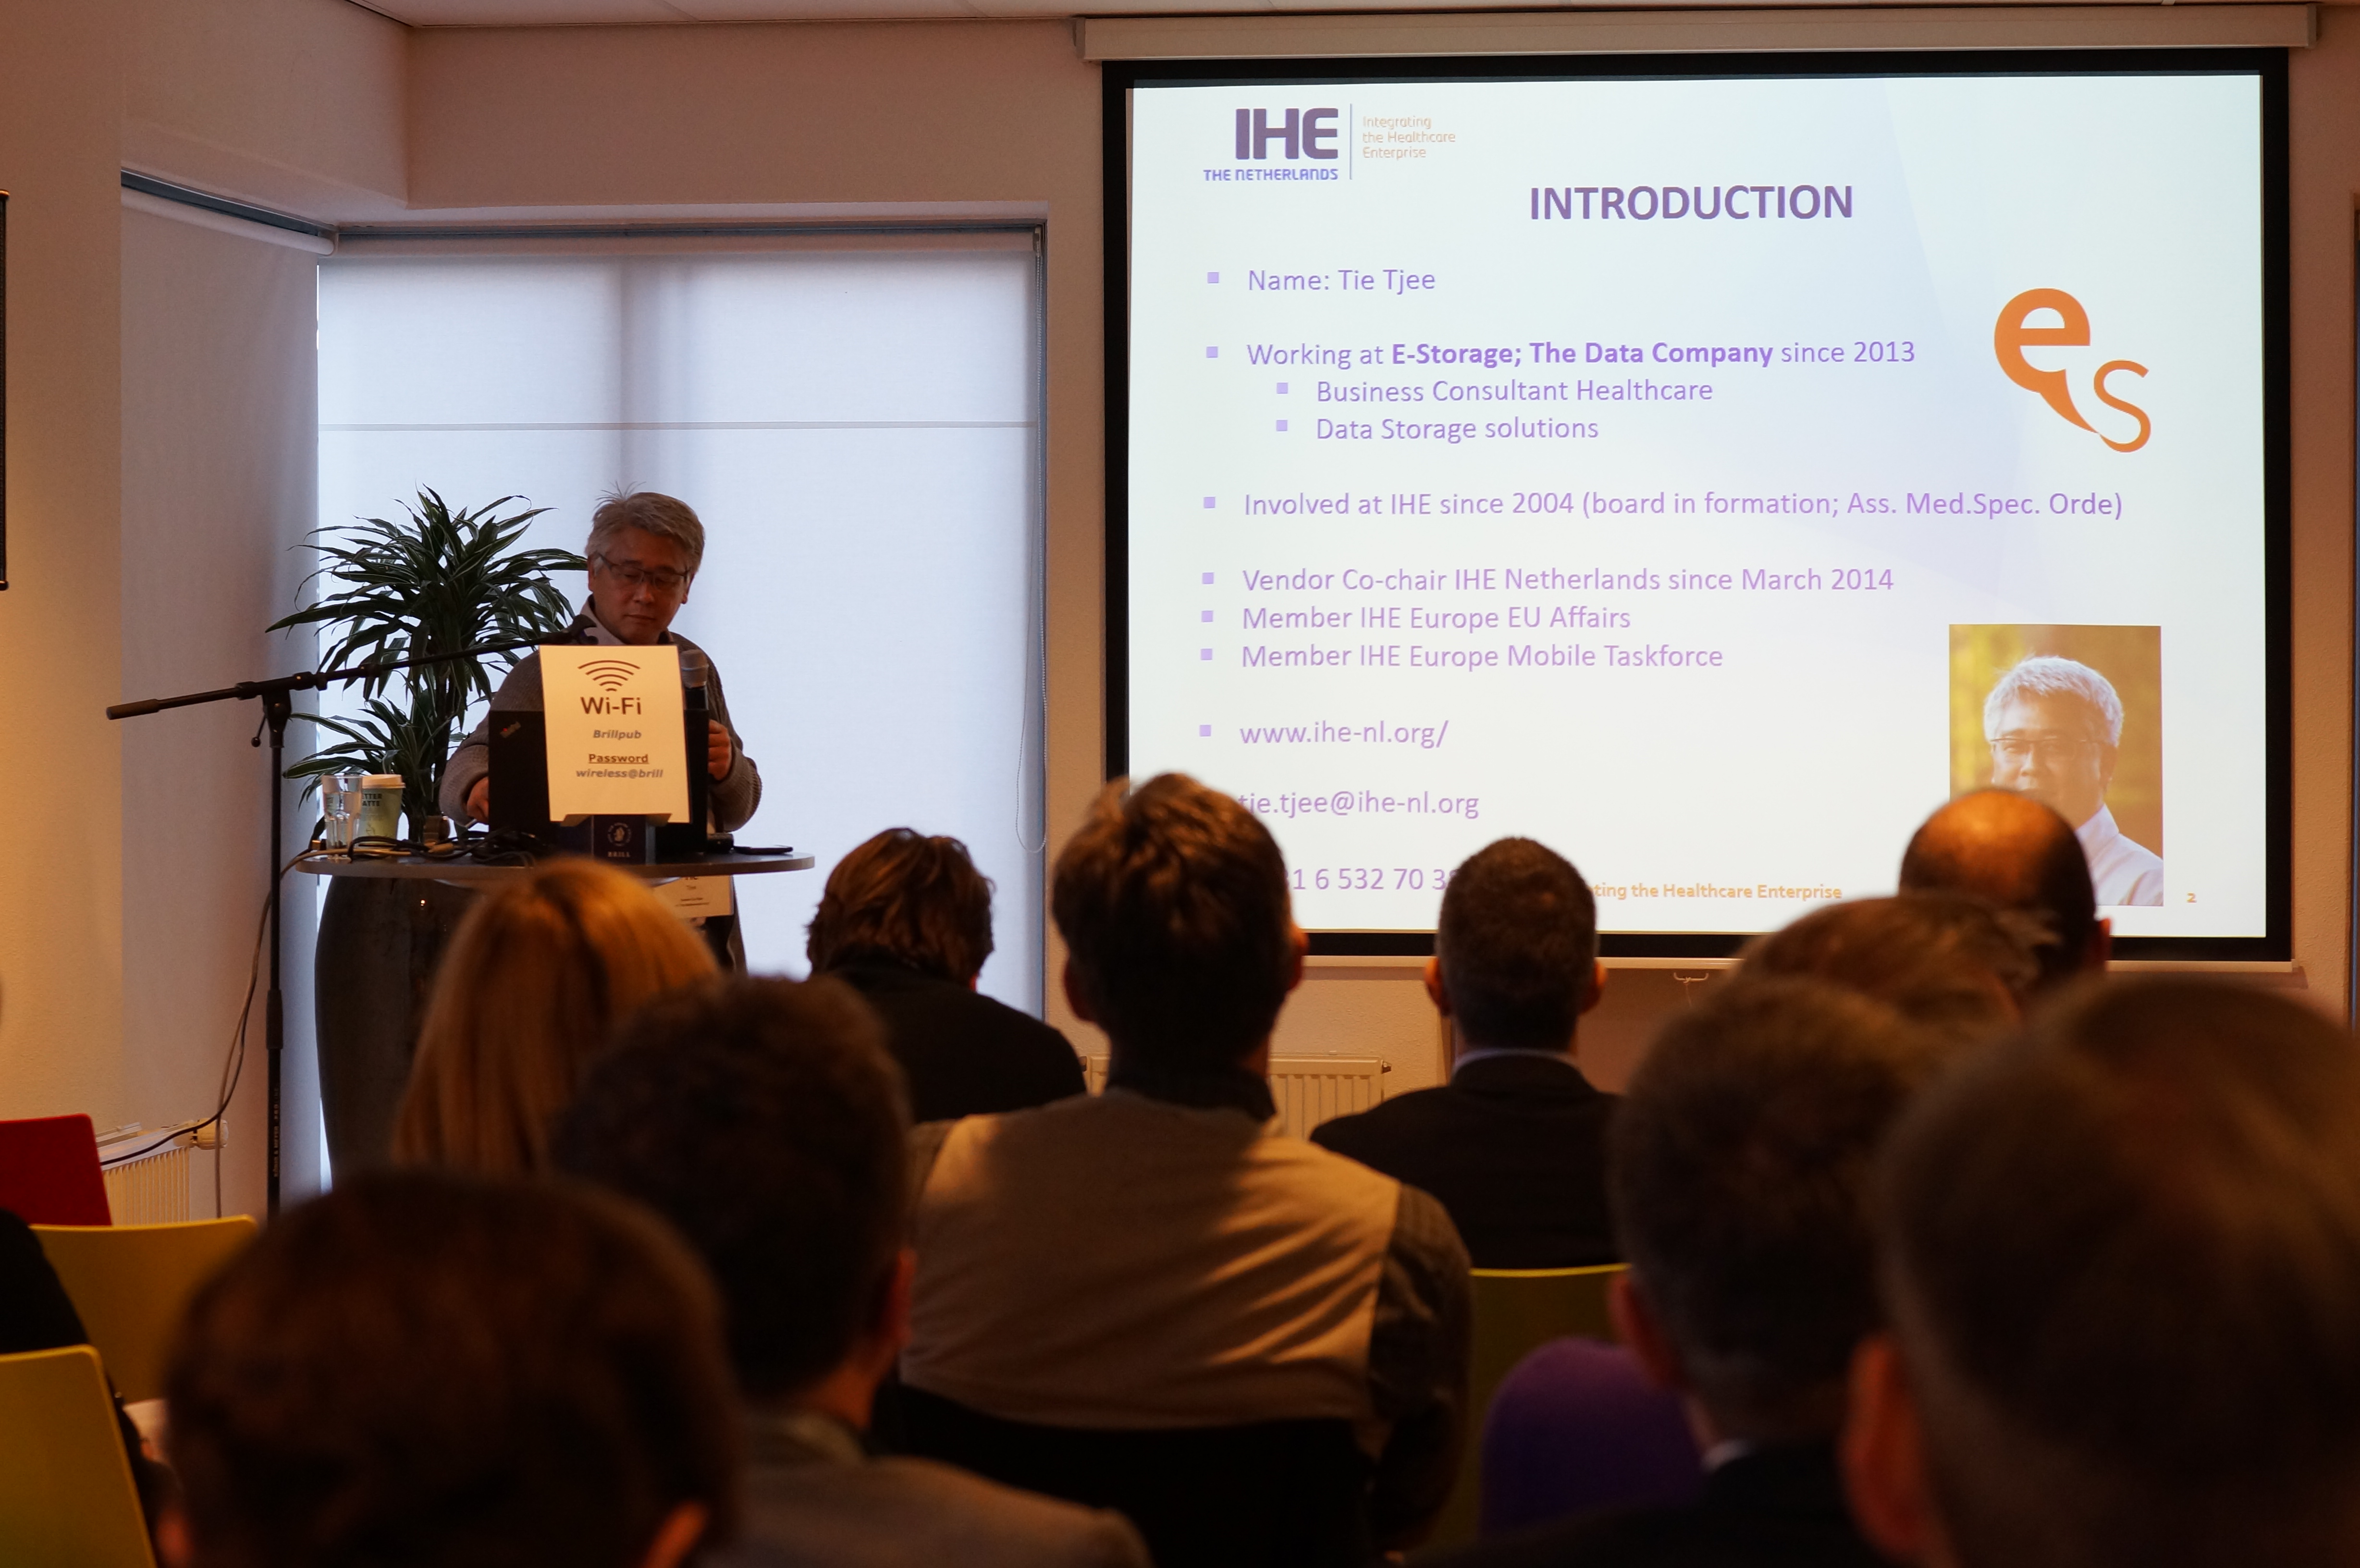 IHE
THE NETHERLANDS
Integrating
the Healthcare
Enterprise
INTRODUCTION
Name: Tie Tjee
Working at E-Storage; The Data Company since 2013
Business Consultant Healthcare
Data Storage solutions
Involved at IHE since 2004 (board in formation; Ass. Med.Spec. Orde)
Vendor Co-chair IHE Netherlands since March 2014
Member IHE Europe EU Affairs
Member IHE Europe Mobile Taskforce
www.ihe-nl.org/
tie.tjee@ihe-nl.org
1 6 532 70 3
ting the Healthcare Enterprise
2
es
Wi-Fi
Brillpub
Password
wireless@brill
BRILL